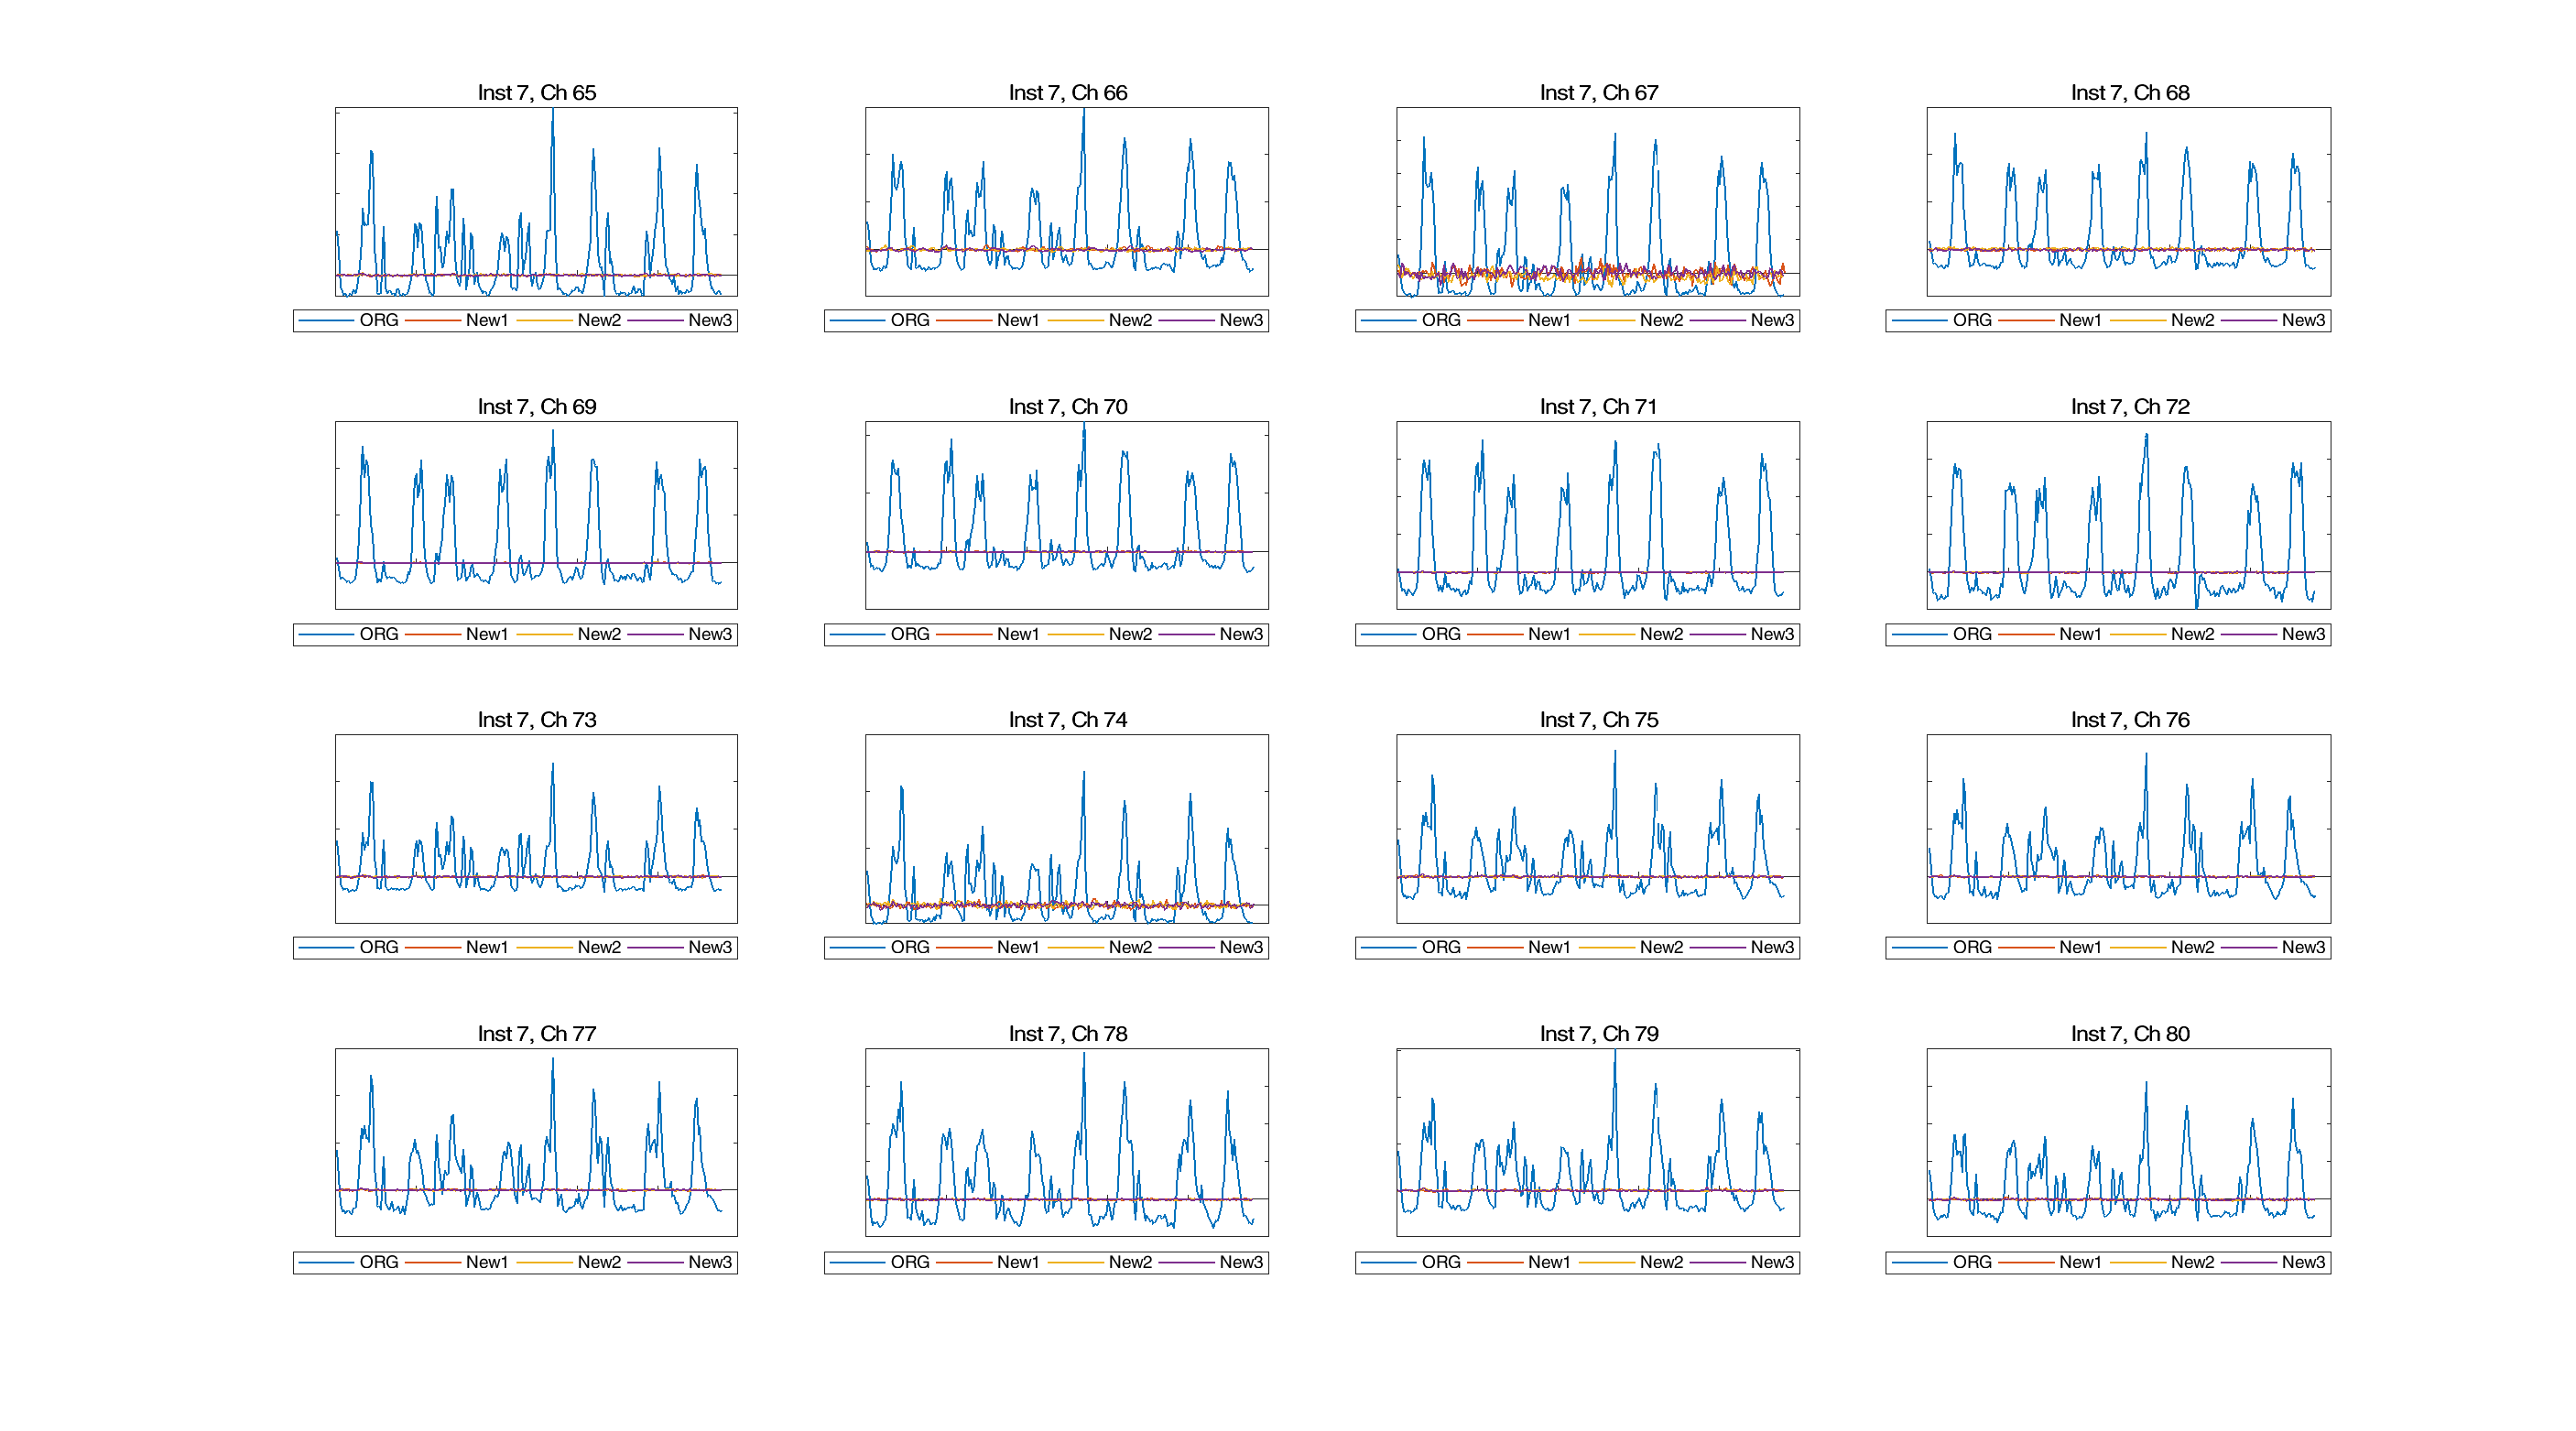 Inst 7, Ch 65
ORG New1 New2 New3
Inst 7, Ch 66
ORG New1 New2 New3
Inst 7, Ch 67
ORG New1 New2 New3
Inst 7, Ch 68
ORG New1 New2 New3
Inst 7, Ch 69
ORG New1 New2 New3
Inst 7, Ch 70
ORG New1 New2 New3
Inst 7, Ch 71
ORG New1 New2 New3
Inst 7, Ch 72
ORG New1 New2 New3
Inst 7, Ch 73
ORG New1 New2 New3
Inst 7, Ch 74
ORG New1 New2 New3
Inst 7, Ch 75
ORG New1 New2 New3
Inst 7, Ch 76
ORG New1 New2 New3
Inst 7, Ch 77
ORG New1 New2 New3
Inst 7, Ch 78
ORG New1 New2 New3
Inst 7, Ch 79
ORG New1 New2 New3
Inst 7, Ch 80
ORG New1 New2 New3